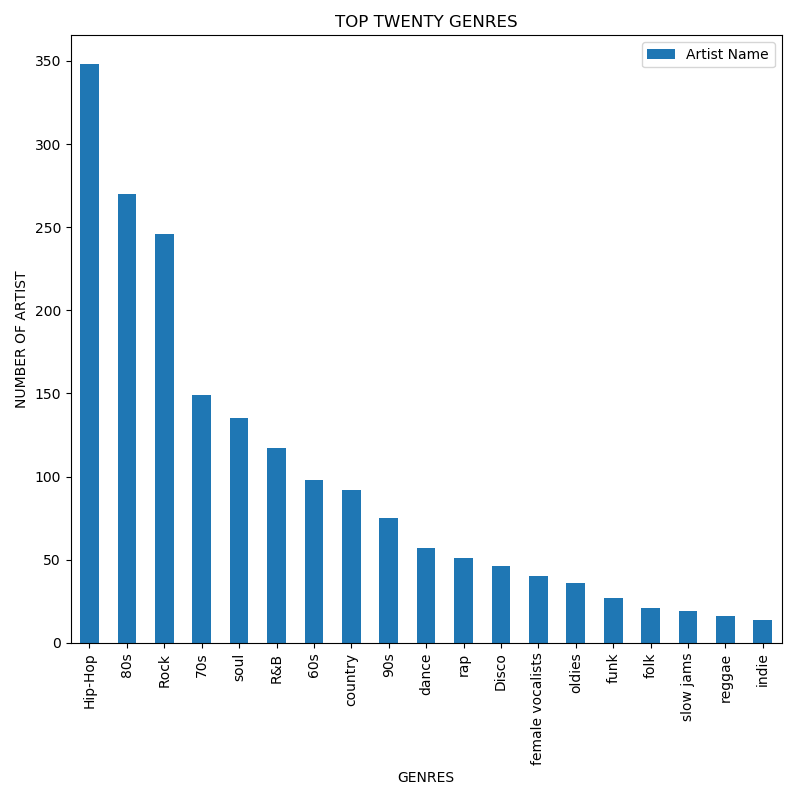 TOP TWENTY GENRES
Artist Name
NUMBER OF ARTIST
350
300
250
200
150
100
50
0
Hip-Hop
80s
Rock
70s
soul
R&B
60s
country
90s
dance
rap
Disco
female vocalists
oldies
funk
folk
slow jams
reggae
indie
GENRES